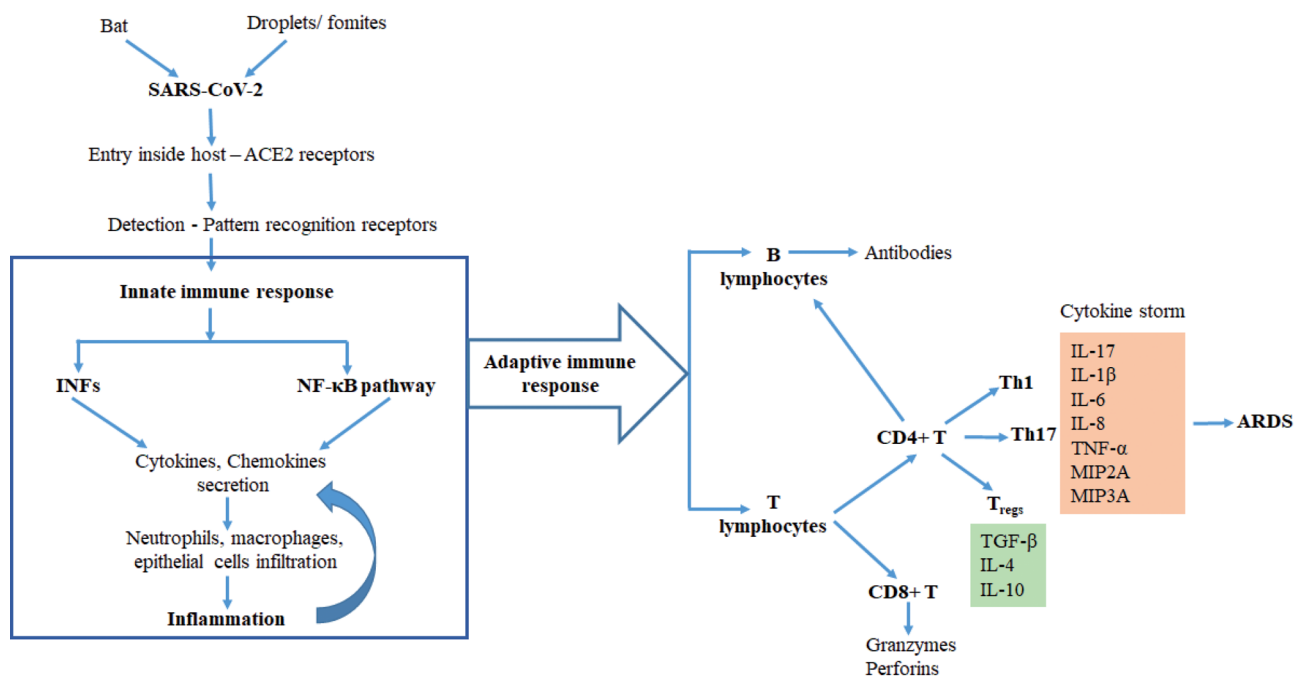 Bat
Droplets/ fomites
SARS-CoV-2
Entry inside host – ACE2 receptors
Detection - Pattern recognition receptors
Innate immune response
INFs
NF-κB pathway
Cytokines, Chemokines
secretion
Neutrophils, macrophages,
epithelial cells infiltration
Inflammation
Adaptive immune
response
B
lymphocytes
Antibodies
T
lymphocytes
CD4+ T
CD8+ T
Granzymes
Perforins
Th1
Th17
Tregs
TGF-β
IL-4
IL-10
Cytokine storm
IL-17
IL-1β
IL-6
IL-8
TNF-α
MIP2A
MIP3A
ARDS